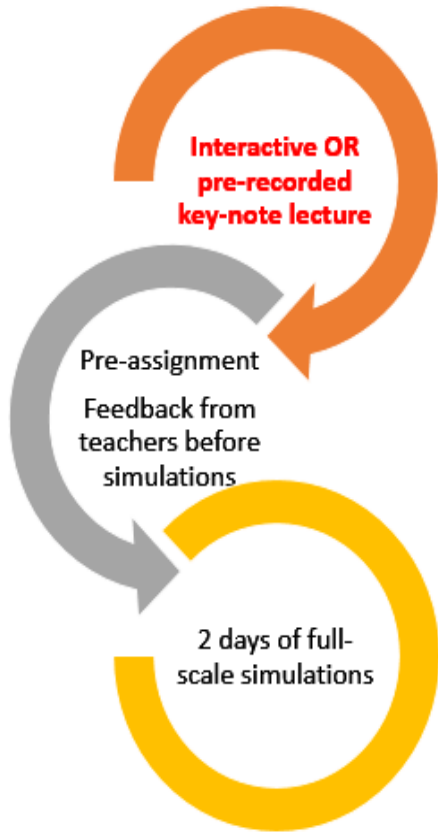 Interactive OR
pre-recorded
key-note lecture
Pre-assignment
Feedback from
teachers before
simulations
2 days of full-
scale simulations